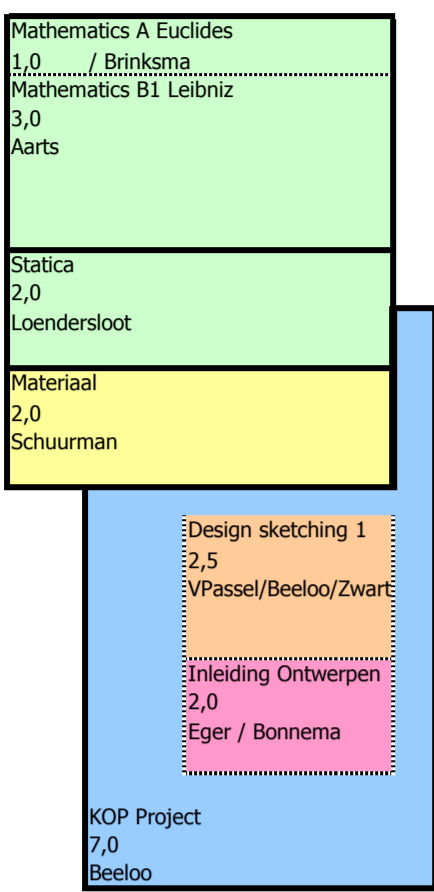 Mathematics A Euclides
1,0 / Brinksma
Mathematics B1 Leibniz
3,0
Aarts
Statica
2,0
Loendersloot
Materiaal
2,0
Schuurman
Design sketching 1
2,5
VPassel/Beeloo/Zwart
Inleiding Ontwerpen
2,0
Eger / Bonnema
KOP Project
7,0
Beeloo